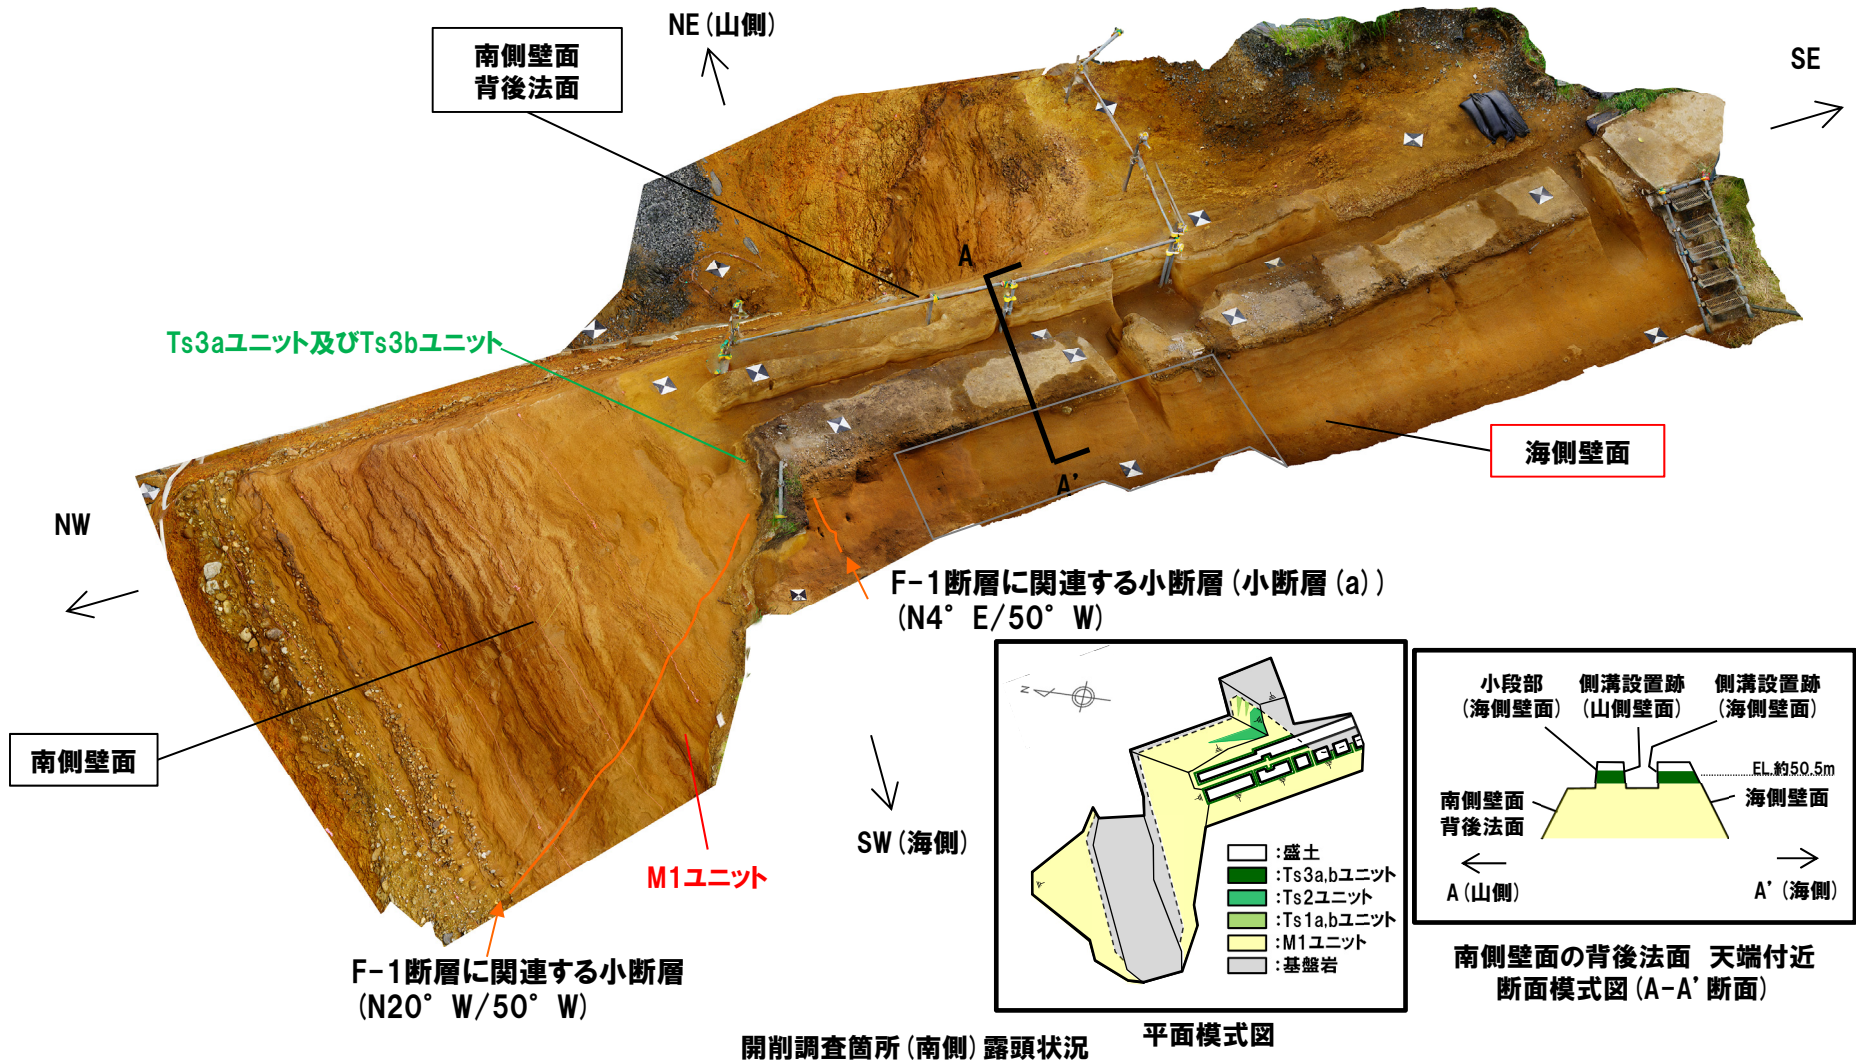 NE(山側)
南側壁面
背後法面
SE
A
Ts3aユニット及びTs3bユニット
海側壁面
NW
A'
F-1断層に関連する小断層(小断層(a))
(N4°E/50°W)
南側壁面
SW(海側)
M1ユニット
F-1断層に関連する小断層
(N20°W/50°W)
N
:盛土
:Ts3a,bユニット
:Ts2ユニット
:Ts1a,bユニット
:M1ユニット
:基盤岩
平面模式図
小段部
(海側壁面)
側溝設置跡
(山側壁面)
側溝設置跡
(海側壁面)
EL.約50.5m
南側壁面
背後法面
海側壁面
A(山側)
A'(海側)
南側壁面の背後法面 天端付近
断面模式図(A-A'断面)
開削調査箇所(南側)露頭状況